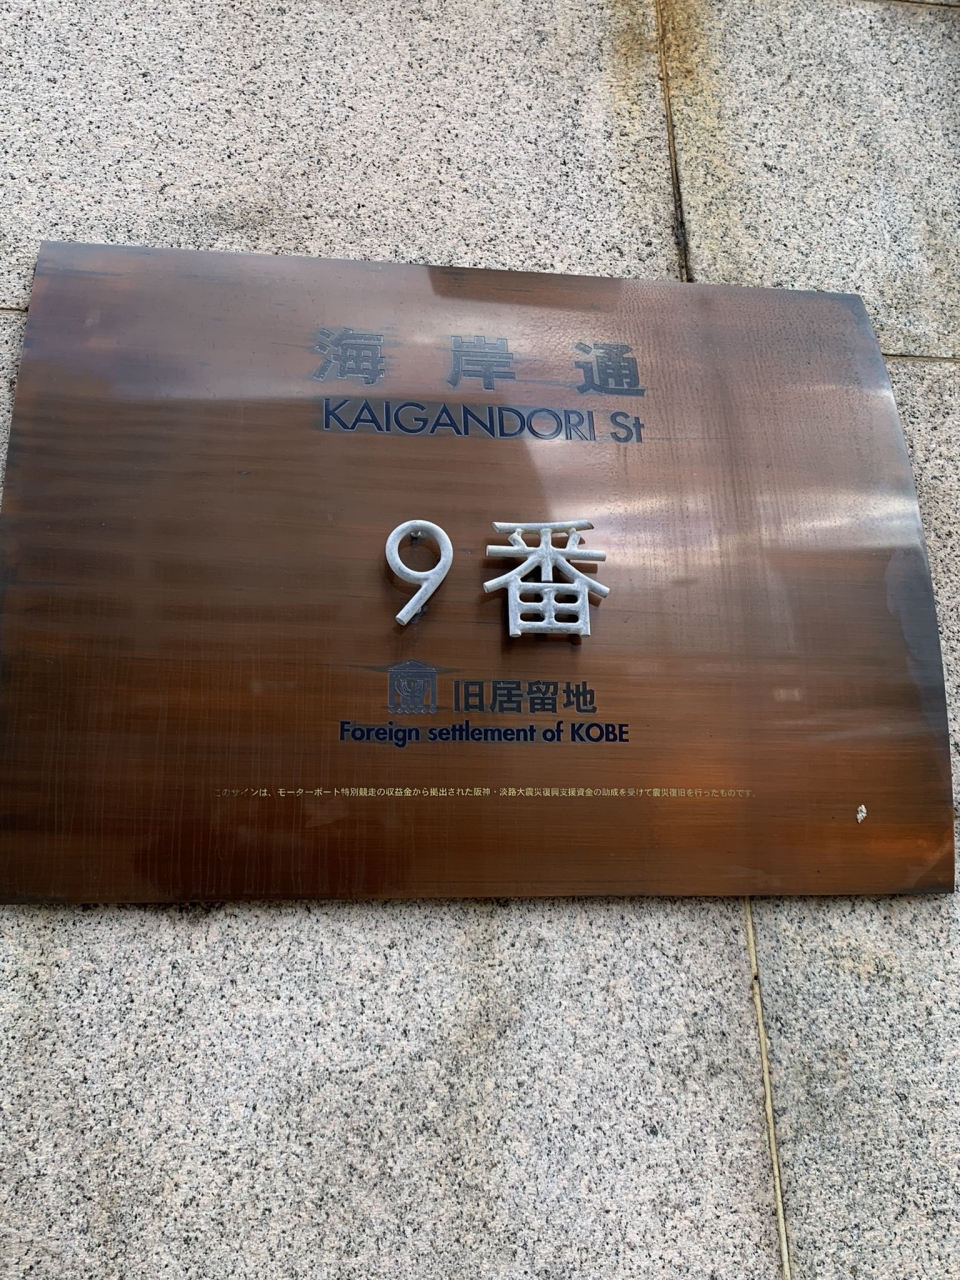 海岸通
KAIGANDORI St
9番
旧居留地
Foreign settlement of KOBE
このサインは、モーターボート特別競走の収益金から拠出された阪神・淡路大震災復興支援資金の助成を受けて震災復旧を行ったものです。